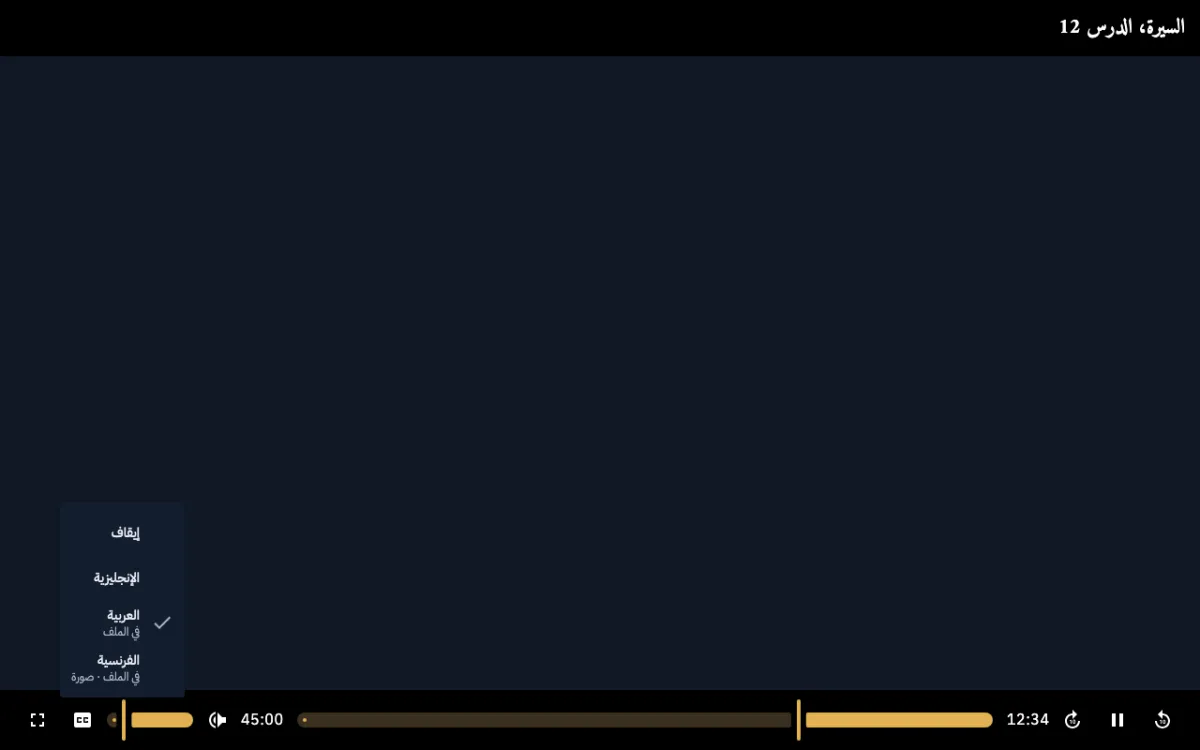 السيرة، الدرس 12
إيقاف
الإنجليزية
العربية
في الملف
الفرنسية
في الملف · صورة
12:34
45:00